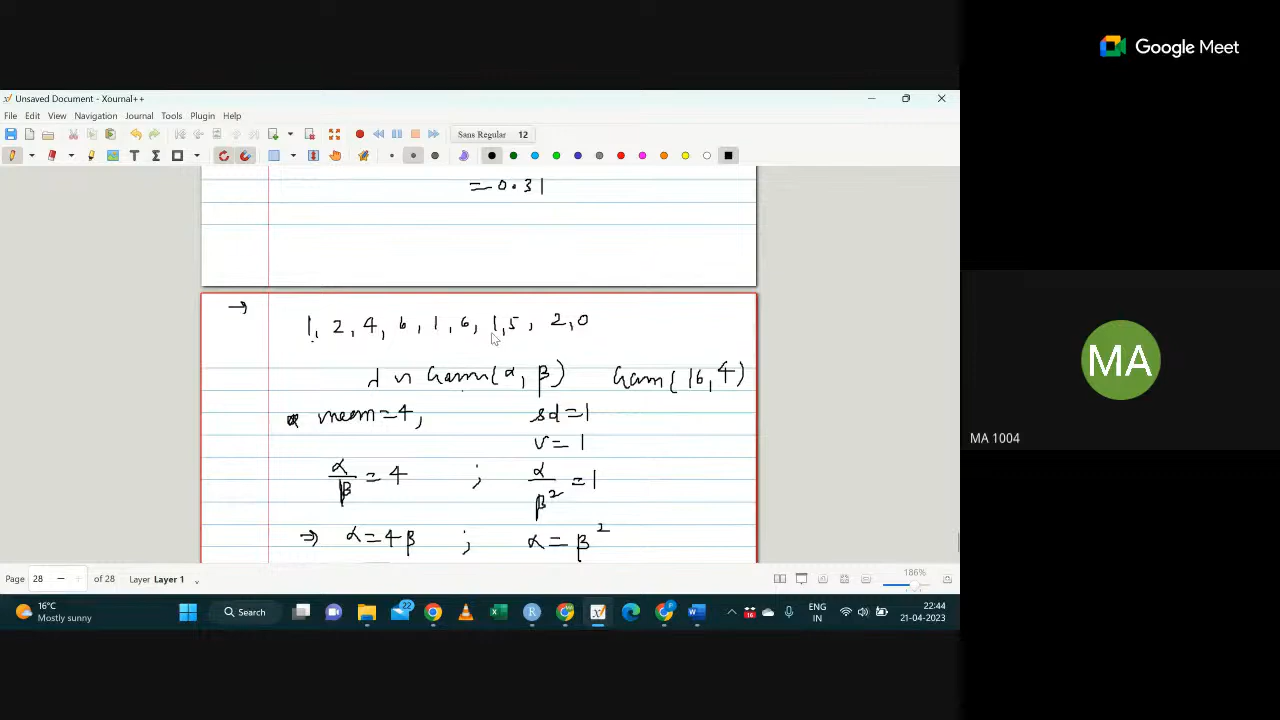 Google Meet
Unsaved Document - Xournal++
File Edit View Navigation Journal Tools Plugin Help
Sans Regular 12
= 0.31
→ 1, 2, 4, 6, 1, 6, 1, 5, 2, 0
Gam(16, 4)
mean = 4, sd = 1
v = 1
α/β = 4 ; α/β² = 1
⇒ α = 4β ; α = β²
MA
MA 1004
Page 28 of 28 Layer Layer 1
186%
16°C
Mostly sunny
Search
22
16
ENG
IN
22:44
21-04-2023